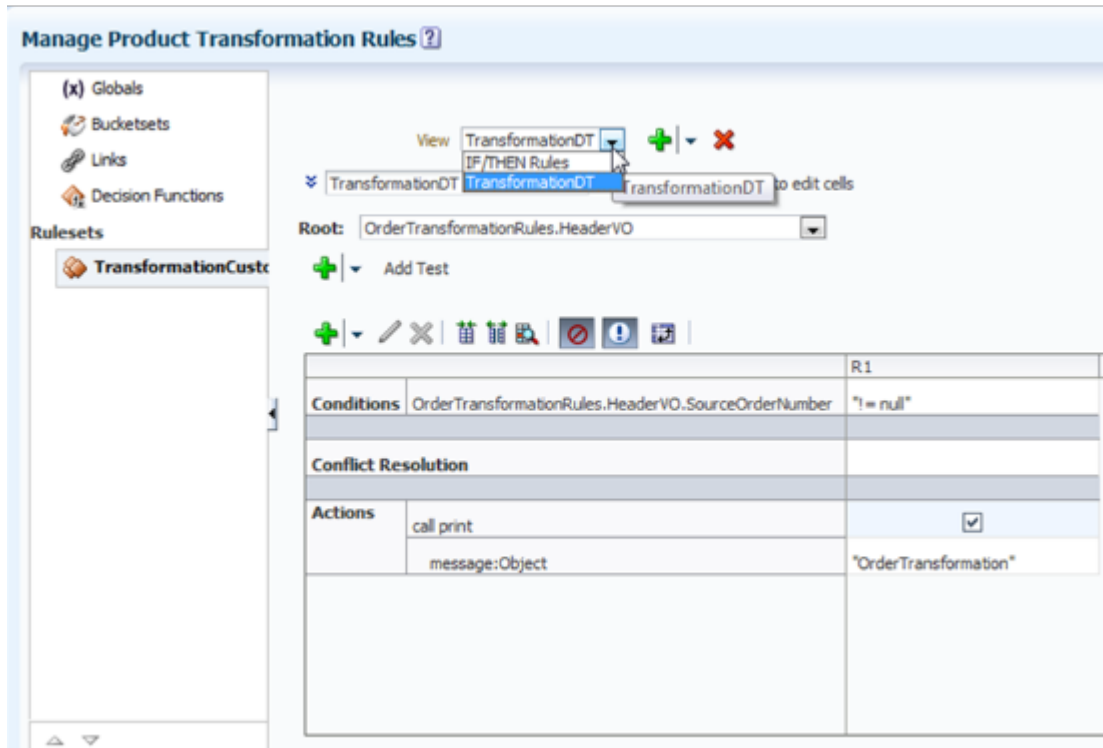 Manage Product Transformation Rules ?
(x) Globals
Bucketsets
Links
Decision Functions
Rulesets
TransformationCusto
View TransformationDT
IF/THEN Rules
TransformationDT
TransformationDT TransformationDT to edit cells
Root: OrderTransformationRules.HeaderVO
Add Test
R1
Conditions OrderTransformationRules.HeaderVO.SourceOrderNumber "!= null"
Conflict Resolution
Actions
call print
message:Object "OrderTransformation"